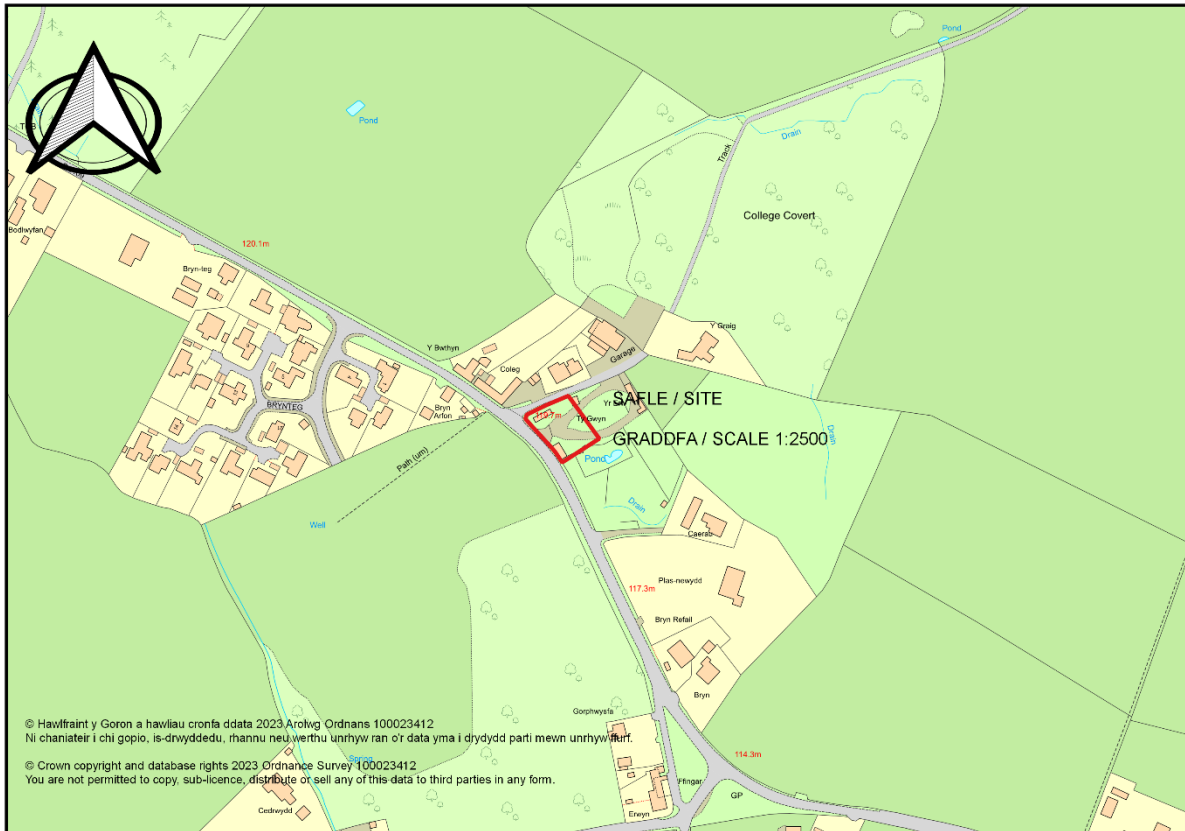 Pond
Pond
Drain
Track
College Covert
Bodlwyfan
120.1m
Bryn-teg
Y Bwthyn
Coleg
Garage
Y Graig
BRYNTEG
Bryn
Arfon
Ty Gwyn
SAFLE / SITE
GRADDFA / SCALE 1:2500
Path (um)
Pond
Drain
Drain
Well
Caerau
Plas-newydd
117.3m
Bryn Refail
Bryn
Gorphwysfa
114.3m
© Hawlfraint y Goron a hawliau cronfa ddata 2023 Arolwg Ordnans 100023412
Ni chaniateir i chi gopio, is-drwyddedu, rhannu neu werthu unrhyw ran o'r data yma i drydydd parti mewn unrhyw ffurf.
Spring
© Crown copyright and database rights 2023 Ordnance Survey 100023412
You are not permitted to copy, sub-licence, distribute or sell any of this data to third parties in any form.
Ffingar
GP
Cedrwydd
Erwyn